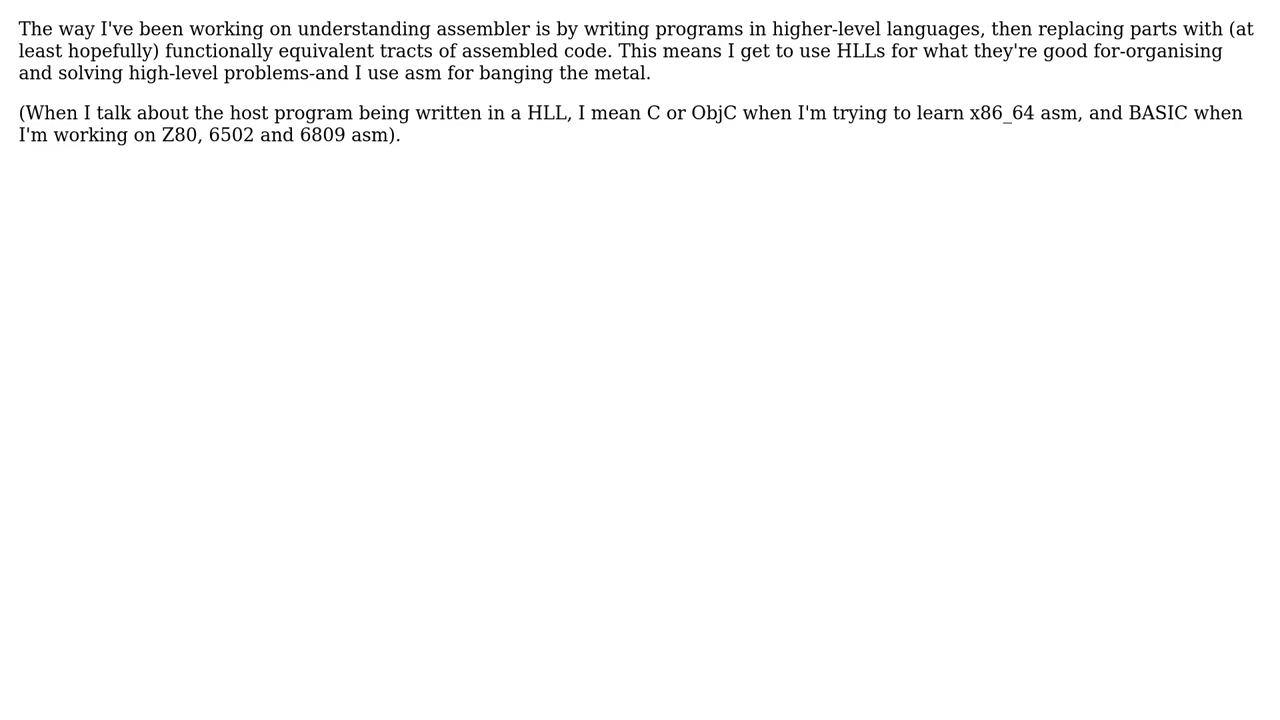 The way I've been working on understanding assembler is by writing programs in higher-level languages, then replacing parts with (at
least hopefully) functionally equivalent tracts of assembled code. This means I get to use HLLs for what they're good for-organising
and solving high-level problems-and I use asm for banging the metal.
(When I talk about the host program being written in a HLL, I mean C or ObjC when I'm trying to learn x86_64 asm, and BASIC when
I'm working on Z80, 6502 and 6809 asm).